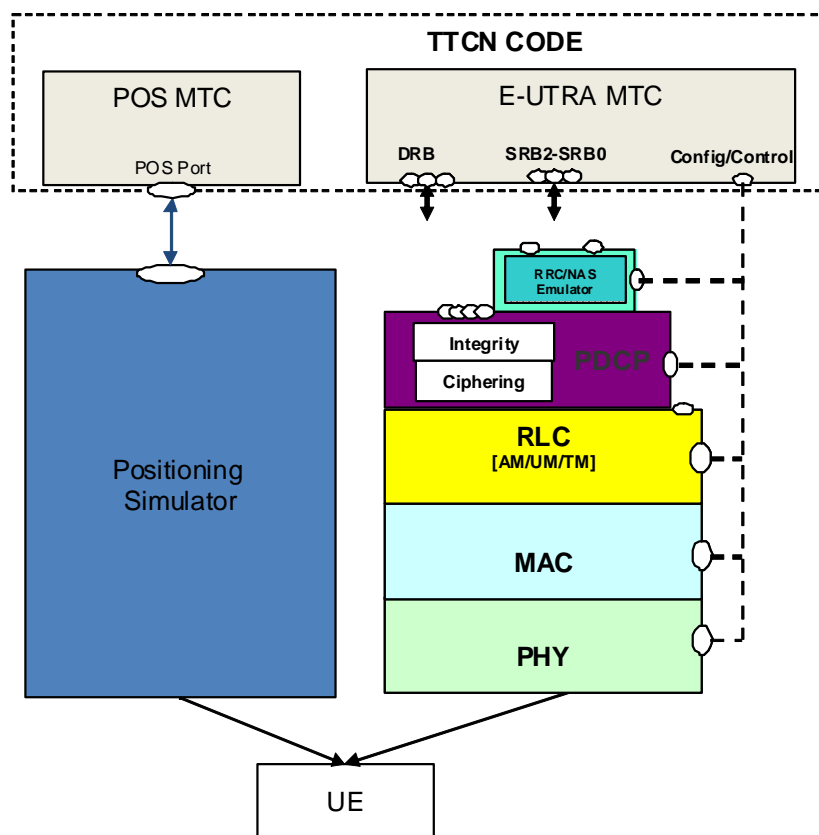 TTCN CODE
POS MTC
E-UTRA MTC
POS Port
DRB
SRB2-SRB0
Config/Control
RRC/NAS
Emulator
Integrity
Ciphering
PDCP
RLC
[AM/UM/TM]
Positioning
Simulator
MAC
PHY
UE